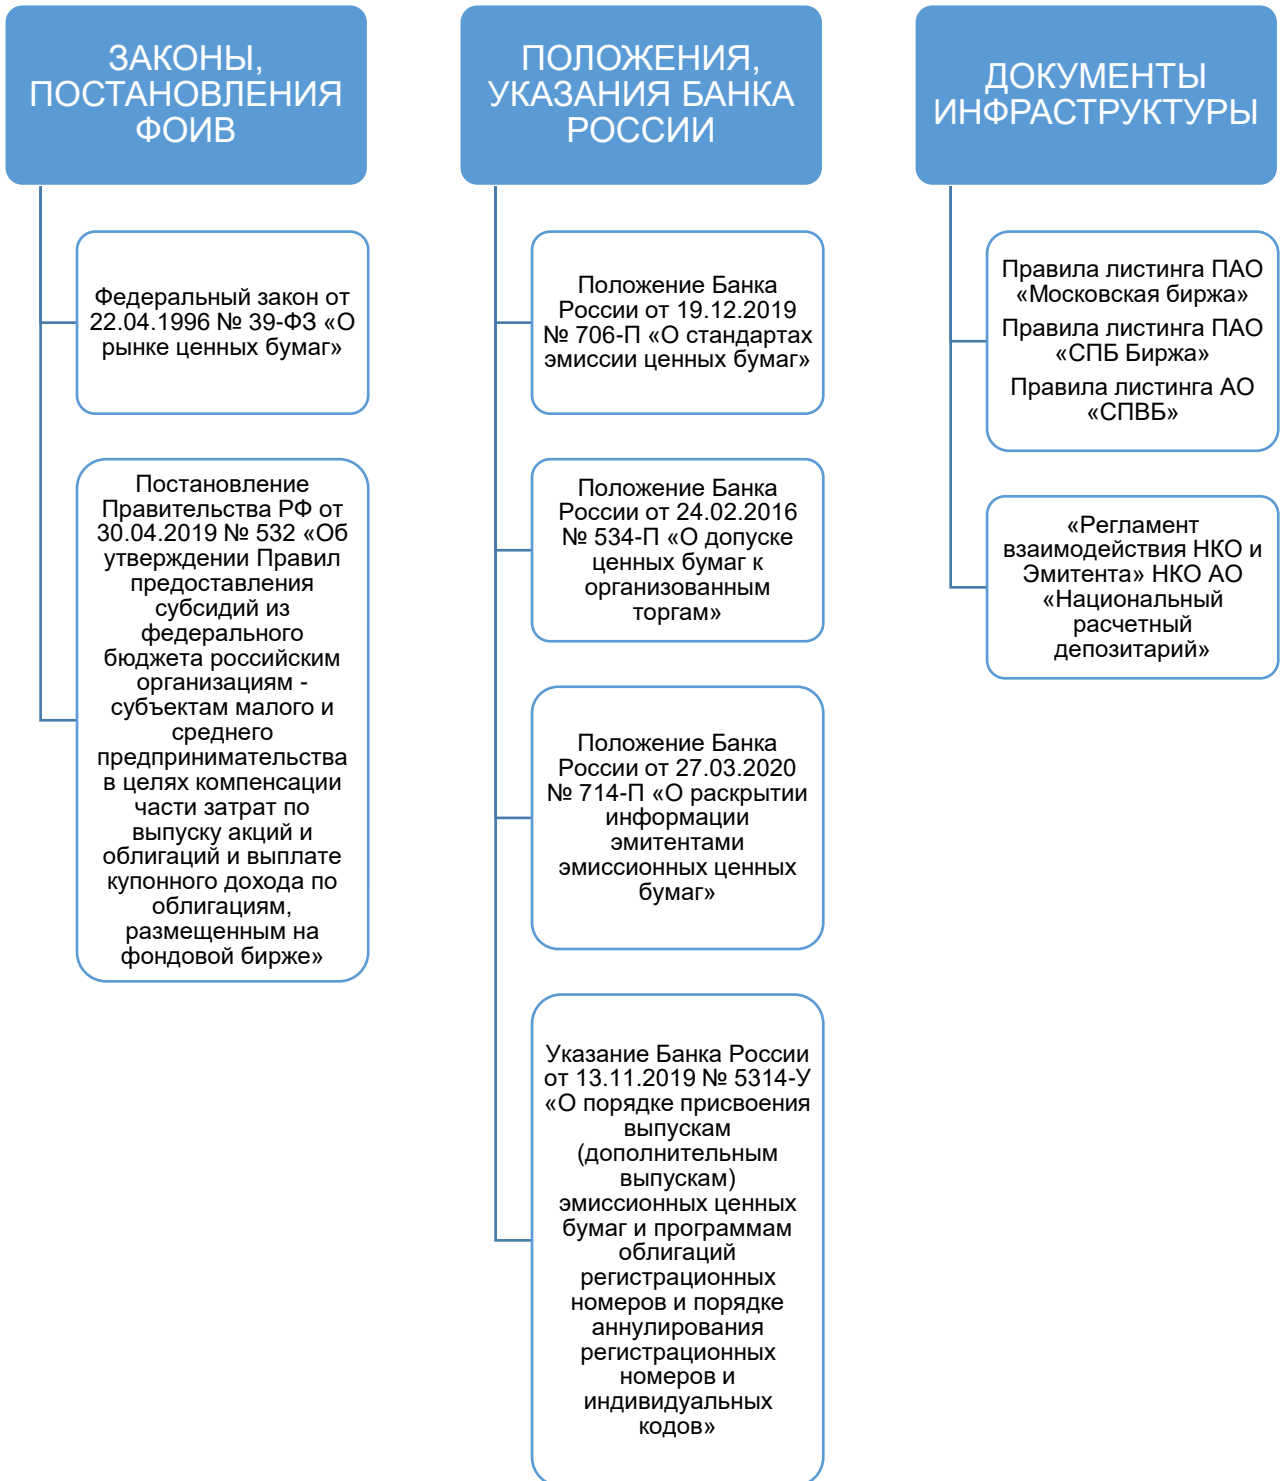 ЗАКОНЫ,
ПОСТАНОВЛЕНИЯ
ФОИВ
Федеральный закон от
22.04.1996 № 39-ФЗ «О
рынке ценных бумаг»
Постановление
Правительства РФ от
30.04.2019 № 532 «Об
утверждении Правил
предоставления
субсидий из
федерального
бюджета российским
организациям -
субъектам малого и
среднего
предпринимательства
в целях компенсации
части затрат по
выпуску акций и
облигаций и выплате
купонного дохода по
облигациям,
размещенным на
фондовой бирже»
ПОЛОЖЕНИЯ,
УКАЗАНИЯ БАНКА
РОССИИ
Положение Банка
России от 19.12.2019
№ 706-П «О стандартах
эмиссии ценных бумаг»
Положение Банка
России от 24.02.2016
№ 534-П «О допуске
ценных бумаг к
организованным
торгам»
Положение Банка
России от 27.03.2020
№ 714-П «О раскрытии
информации
эмитентами
эмиссионных ценных
бумаг»
Указание Банка России
от 13.11.2019 № 5314-У
«О порядке присвоения
выпускам
(дополнительным
выпускам)
эмиссионных ценных
бумаг и программам
облигаций
регистрационных
номеров и порядке
аннулирования
регистрационных
номеров и
индивидуальных
кодов»
ДОКУМЕНТЫ
ИНФРАСТРУКТУРЫ
Правила листинга ПАО
«Московская биржа»
Правила листинга ПАО
«СПБ Биржа»
Правила листинга АО
«СПВБ»
«Регламент
взаимодействия НКО и
Эмитента» НКО АО
«Национальный
расчетный
депозитарий»